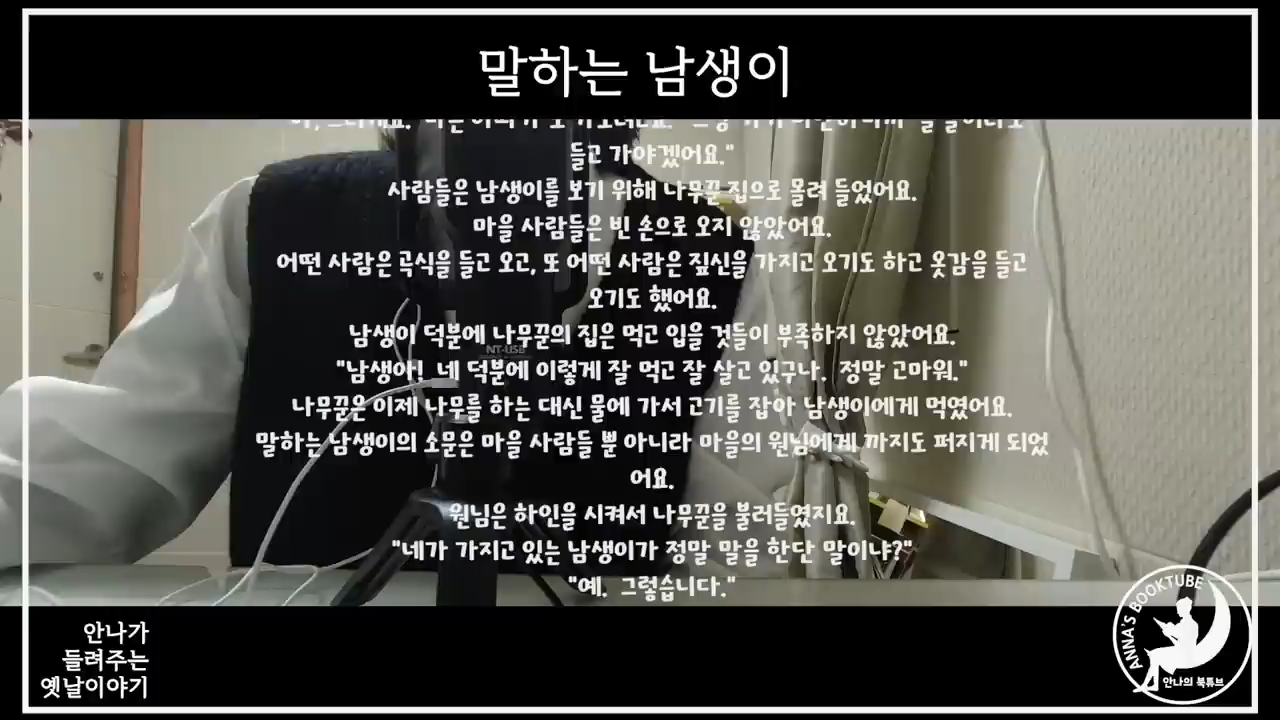 말하는 남생이
들고 가야겠어요."
사람들은 남생이를 보기 위해 나무꾼 집으로 몰려 들었어요.
마을 사람들은 빈 손으로 오지 않았어요.
어떤 사람은 곡식을 들고 오고, 또 어떤 사람은 짚신을 가지고 오기도 하고 옷감을 들고
오기도 했어요.
남생이 덕분에 나무꾼의 집은 먹고 입을 것들이 부족하지 않았어요.
"남생아! 네 덕분에 이렇게 잘 먹고 잘 살고 있구나. 정말 고마워."
나무꾼은 이제 나무를 하는 대신 물에 가서 고기를 잡아 남생이에게 먹였어요.
말하는 남생이의 소문은 마을 사람들 뿐 아니라 마을의 원님에게 까지도 퍼지게 되었
어요.
원님은 하인을 시켜서 나무꾼을 불러들였지요.
"네가 가지고 있는 남생이가 정말 말을 한단 말이냐?"
"예. 그렇습니다."
NT-USB
안나가
들려주는
옛날이야기
ANNA'S BOOKTUBE
안나의 북튜브